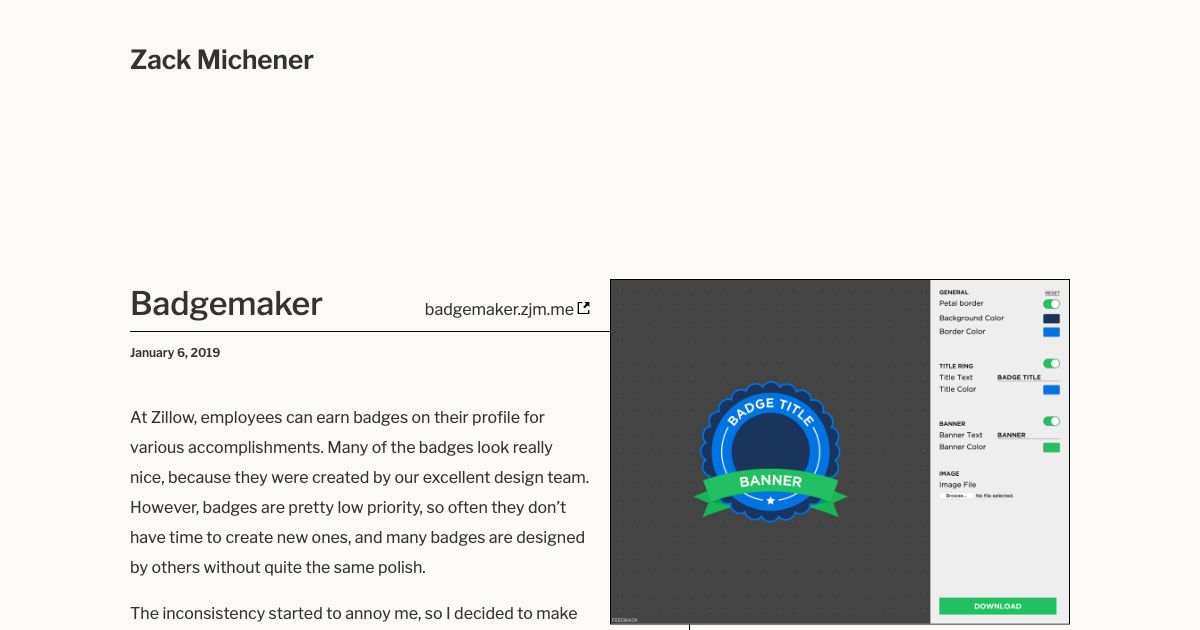 Zack Michener
Badgemaker
badgemaker.zjm.me
January 6, 2019
At Zillow, employees can earn badges on their profile for
various accomplishments. Many of the badges look really
nice, because they were created by our excellent design team.
However, badges are pretty low priority, so often they don’t
have time to create new ones, and many badges are designed
by others without quite the same polish.
The inconsistency started to annoy me, so I decided to make
BADGE TITLE
BANNER
FEEDBACK
GENERAL RESET
Petal border
Background Color
Border Color
TITLE RING
Title Text BADGE TITLE
Title Color
BANNER
Banner Text BANNER
Banner Color
IMAGE
Image File
Browse... No file selected.
DOWNLOAD